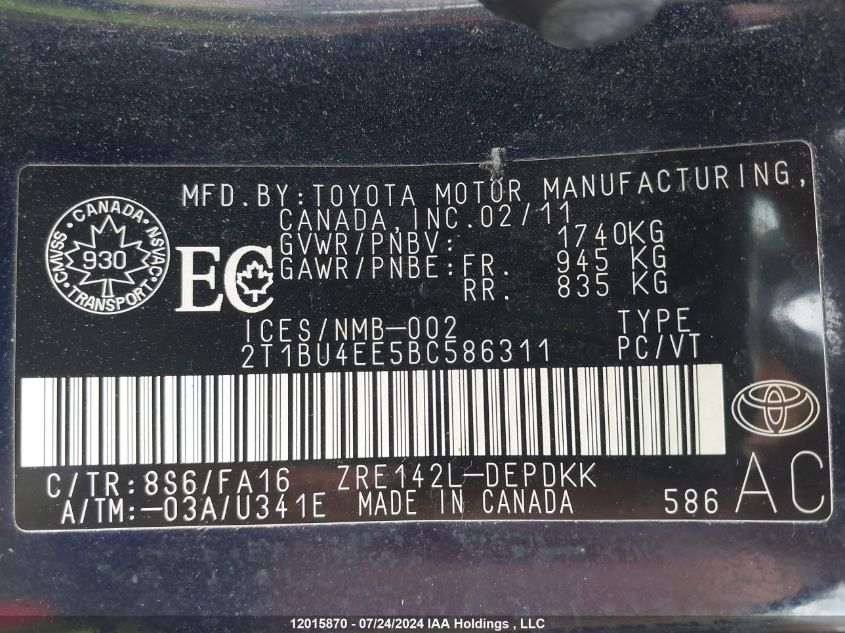 MFD.BY:TOYOTA MOTOR MANUFACTURING,
CANADA,INC.02/11
GVWR/PNBV: 1740KG
GAWR/PNBE:FR. 945 KG
RR. 835 KG
CANADA
CMVSS NSVAC
930
TRANSPORT
EC
ICES/NMB-002 TYPE
2T1BU4EE5BC586311 PC/VT
C/TR:8S6/FA16 ZRE142L-DEPDKK
A/TM:-03A/U341E MADE IN CANADA 586
AC
12015870 - 07/24/2024 IAA Holdings , LLC